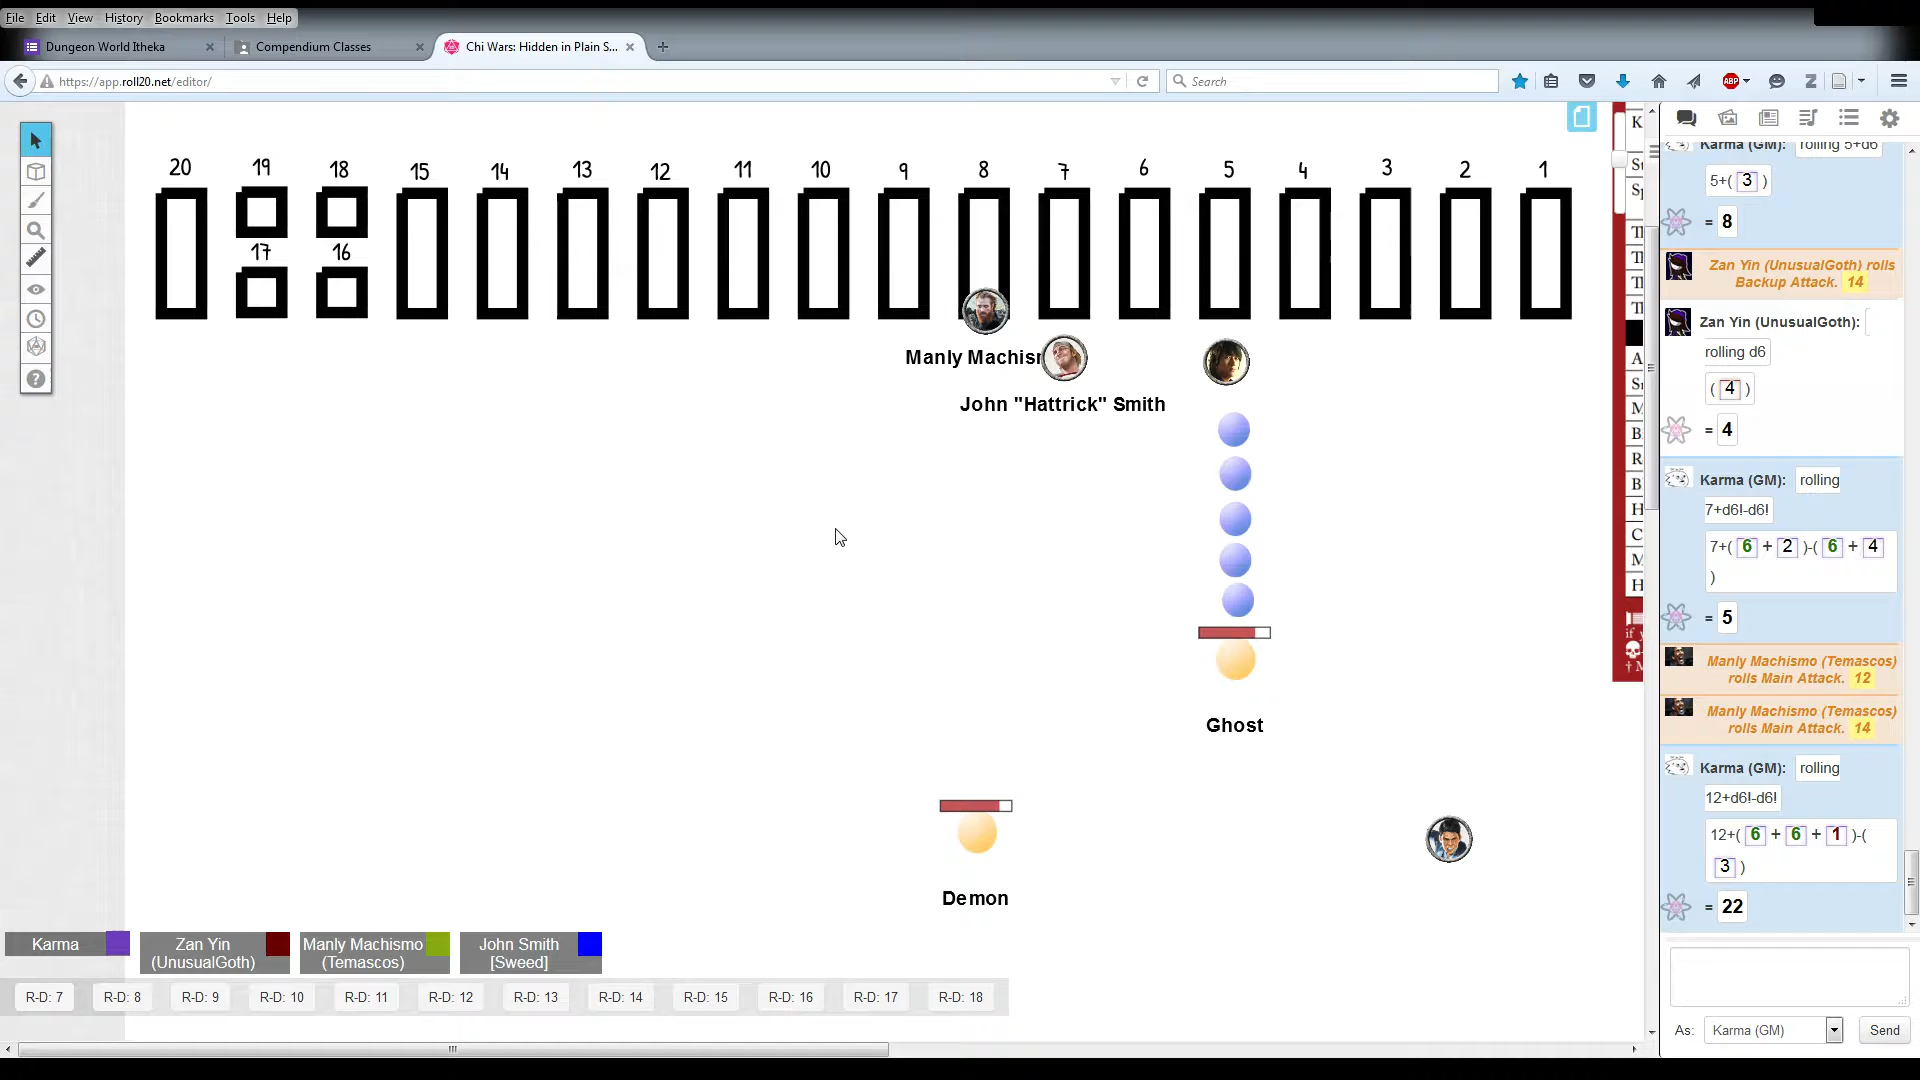 File Edit View History Bookmarks Tools Help
Dungeon World Itheka
Compendium Classes
Chi Wars: Hidden in Plain S...
https://app.roll20.net/editor/
Search
ABP
20 19 18 15 14 13 12 11 10 9 8 7 6 5 4 3 2 1
17 16
Manly Machisr
John "Hattrick" Smith
Ghost
Demon
Karma
Zan Yin
(UnusualGoth)
Manly Machismo
(Temascos)
John Smith
[Sweed]
R-D: 7 R-D: 8 R-D: 9 R-D: 10 R-D: 11 R-D: 12 R-D: 13 R-D: 14 R-D: 15 R-D: 16 R-D: 17 R-D: 18
Karma (GM): rolling 5+d6
5+( 3 )
= 8
Zan Yin (UnusualGoth) rolls
Backup Attack. 14
Zan Yin (UnusualGoth):
rolling d6
( 4 )
= 4
Karma (GM): rolling
7+d6!-d6!
7+( 6 + 2 )-( 6 + 4
)
= 5
Manly Machismo (Temascos)
rolls Main Attack. 12
Manly Machismo (Temascos)
rolls Main Attack. 14
Karma (GM): rolling
12+d6!-d6!
12+( 6 + 6 + 1 )-(
3 )
= 22
As: Karma (GM) Send